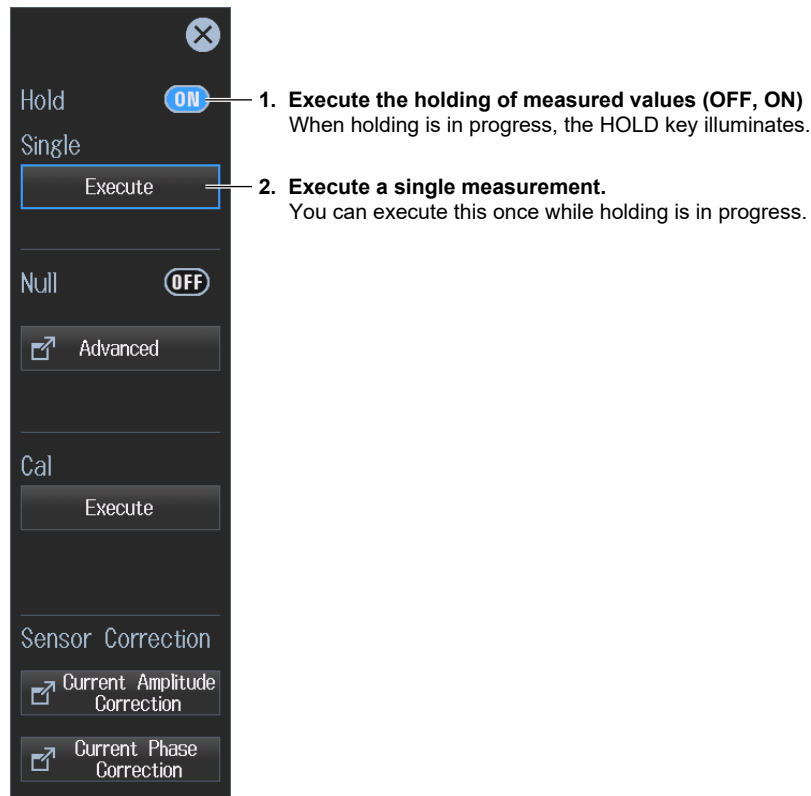 Hold ON
1. Execute the holding of measured values (OFF, ON)
When holding is in progress, the HOLD key illuminates.
Single
Execute
2. Execute a single measurement.
You can execute this once while holding is in progress.
Null OFF
Advanced
Cal
Execute
Sensor Correction
Current Amplitude
Correction
Current Phase
Correction